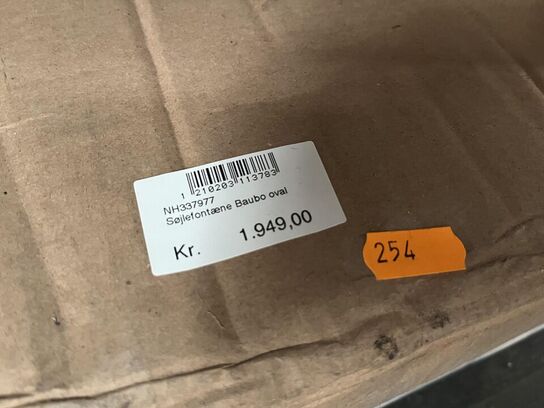 1 210203 113783
NH337977
Søjlefontæne Baubo oval
Kr. 1.949,00
254